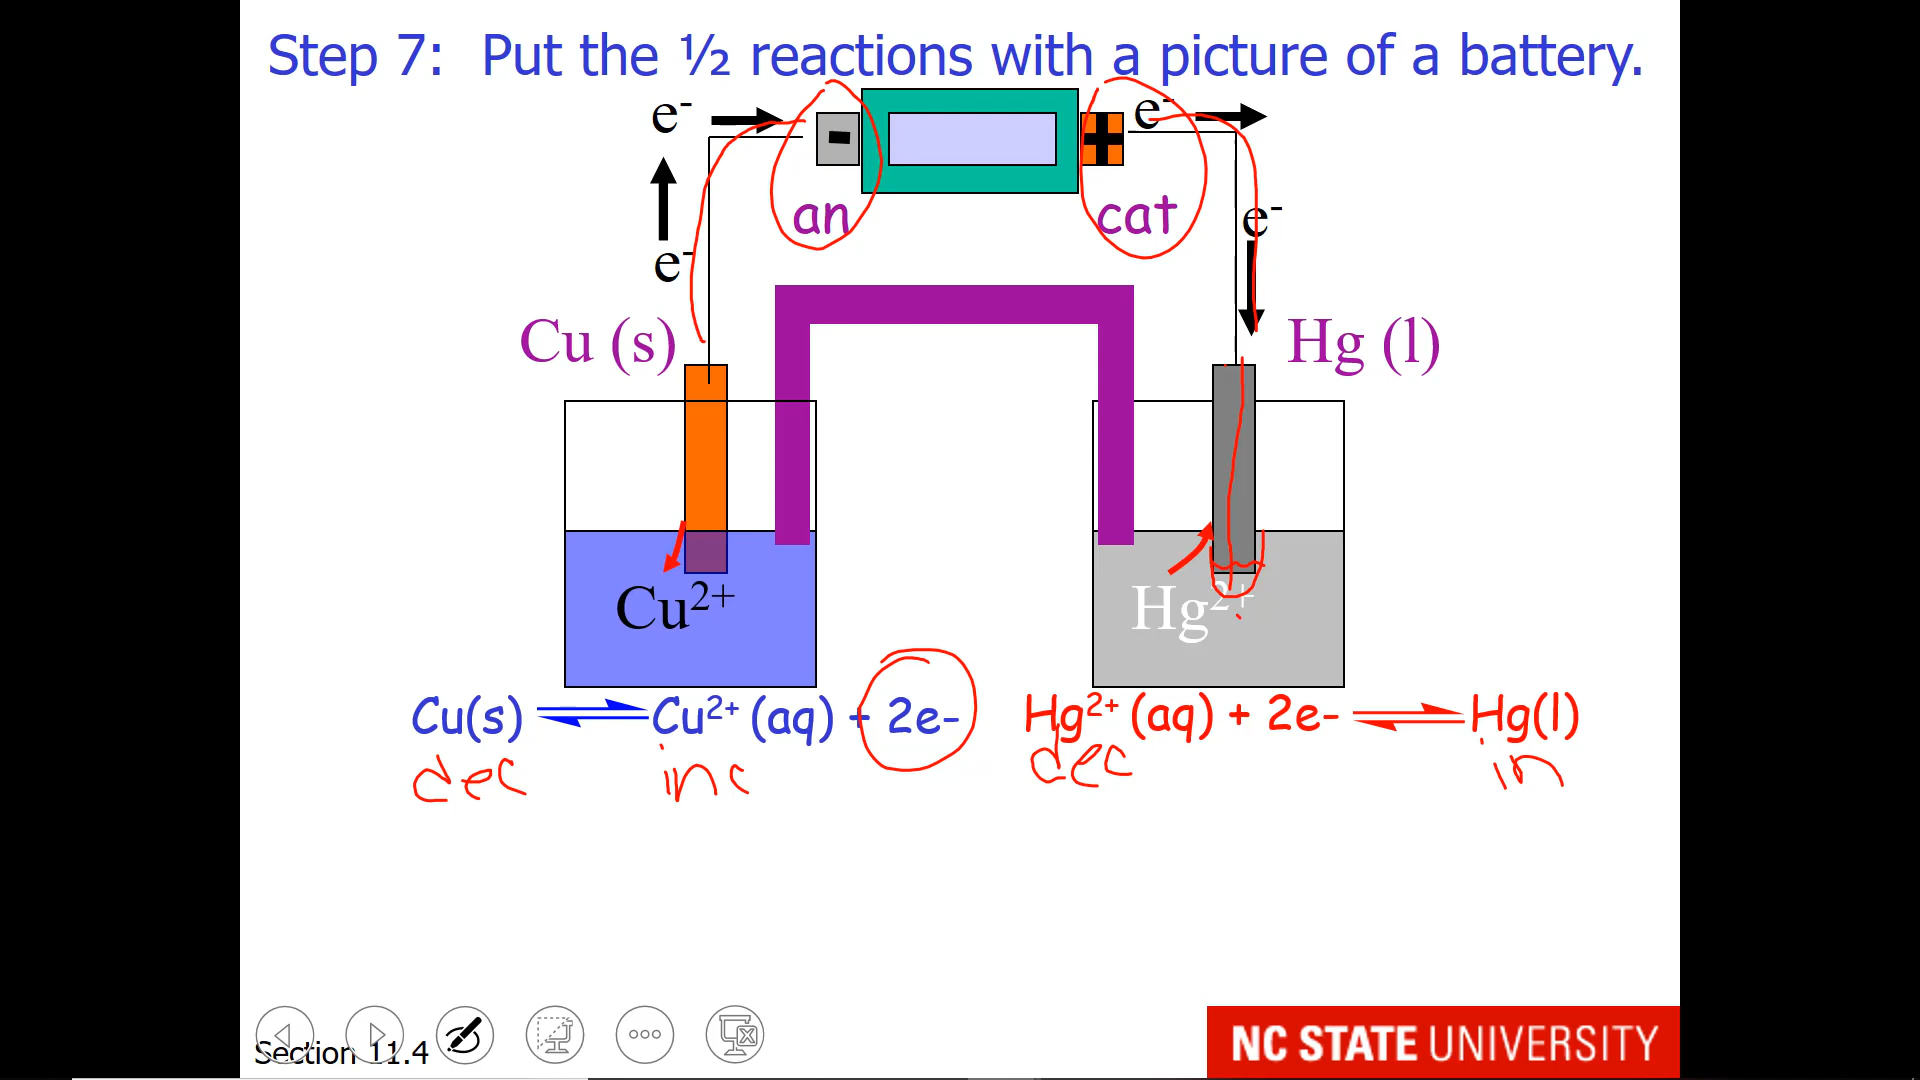 Step 7: Put the ½ reactions with a picture of a battery.
e⁻ - + e⁻
an cat
e⁻ e⁻
Cu (s) Hg (l)
Cu²⁺ Hg²⁺
Cu(s) ⇌ Cu²⁺ (aq) + 2e- Hg²⁺ (aq) + 2e- ⇌ Hg(l)
dec inc dec in
Section 11.4
NC STATE UNIVERSITY